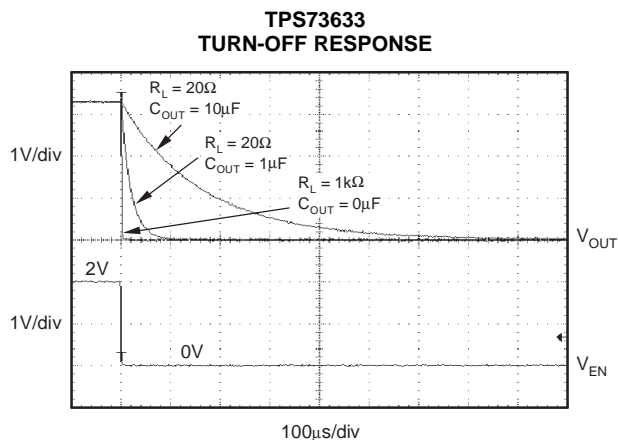 TPS73633
TURN-OFF RESPONSE
R_L = 20Ω
C_OUT = 10μF
R_L = 20Ω
C_OUT = 1μF
1V/div
R_L = 1kΩ
C_OUT = 0μF
V_OUT
2V
1V/div
0V
V_EN
100μs/div